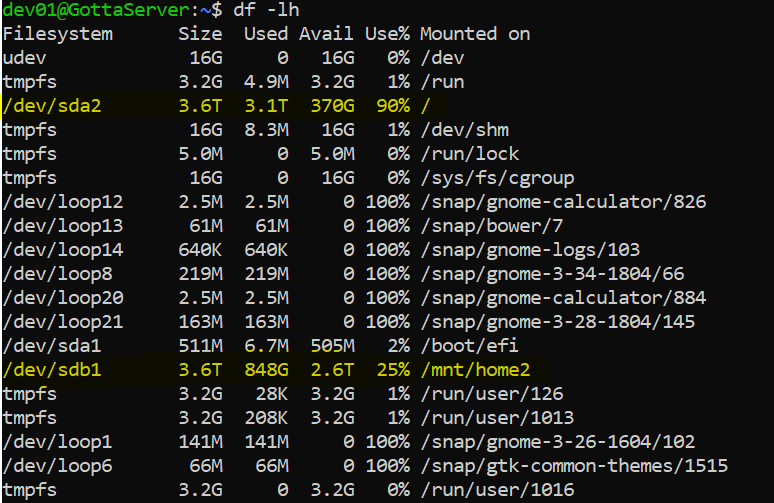 dev01@GottaServer:~$ df -lh
Filesystem      Size  Used Avail Use% Mounted on
udev             16G     0   16G   0% /dev
tmpfs           3.2G  4.9M  3.2G   1% /run
/dev/sda2       3.6T  3.1T  370G  90% /
tmpfs            16G  8.3M   16G   1% /dev/shm
tmpfs           5.0M     0  5.0M   0% /run/lock
tmpfs            16G     0   16G   0% /sys/fs/cgroup
/dev/loop12     2.5M  2.5M     0 100% /snap/gnome-calculator/826
/dev/loop13      61M   61M     0 100% /snap/bower/7
/dev/loop14     640K  640K     0 100% /snap/gnome-logs/103
/dev/loop8      219M  219M     0 100% /snap/gnome-3-34-1804/66
/dev/loop20     2.5M  2.5M     0 100% /snap/gnome-calculator/884
/dev/loop21     163M  163M     0 100% /snap/gnome-3-28-1804/145
/dev/sda1       511M  6.7M  505M   2% /boot/efi
/dev/sdb1       3.6T  848G  2.6T  25% /mnt/home2
tmpfs           3.2G   28K  3.2G   1% /run/user/126
tmpfs           3.2G  208K  3.2G   1% /run/user/1013
/dev/loop1      141M  141M     0 100% /snap/gnome-3-26-1604/102
/dev/loop6       66M   66M     0 100% /snap/gtk-common-themes/1515
tmpfs           3.2G     0  3.2G   0% /run/user/1016